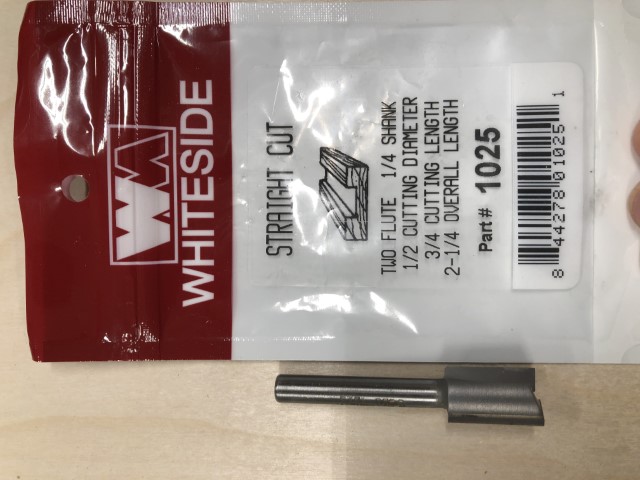 WHITESIDE
STRAIGHT CUT
TWO FLUTE 1/4 SHANK
1/2 CUTTING DIAMETER
3/4 CUTTING LENGTH
2-1/4 OVERALL LENGTH
Part# 1025
8 44278 01025 1